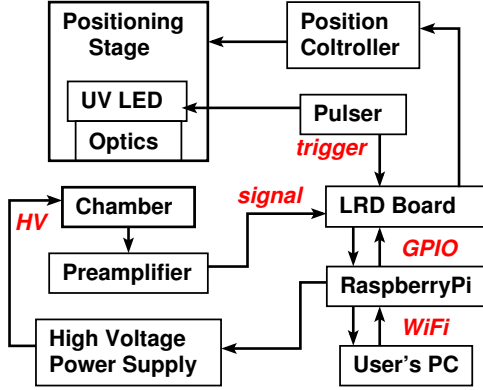 Positioning
Stage
Position
Coltroller
UV LED
Optics
Pulser
trigger
HV
Chamber
signal
LRD Board
GPIO
Preamplifier
RaspberryPi
WiFi
High Voltage
Power Supply
User's PC